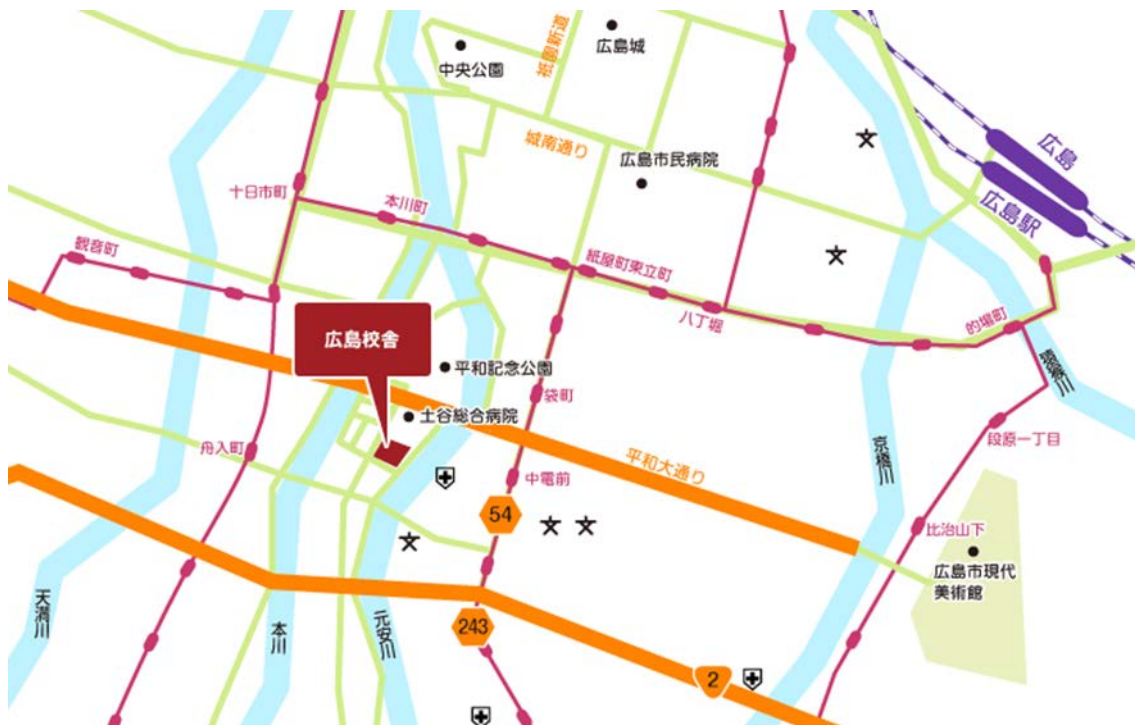 中央公園
祇園新道
広島城
城南通り
広島市民病院
広島
広島駅
十日市町
本川町
観音町
紙屋町東立町
八丁堀
的場町
猿猴川
広島校舎
平和記念公園
土谷総合病院
袋町
舟入町
平和大通り
京橋川
段原一丁目
中電前
54
比治山下
広島市現代
美術館
天満川
本川
元安川
243
2